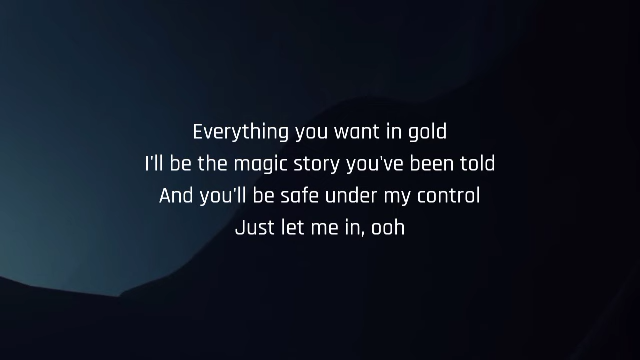 Everything you want in gold
I'll be the magic story you've been told
And you'll be safe under my control
Just let me in, ooh